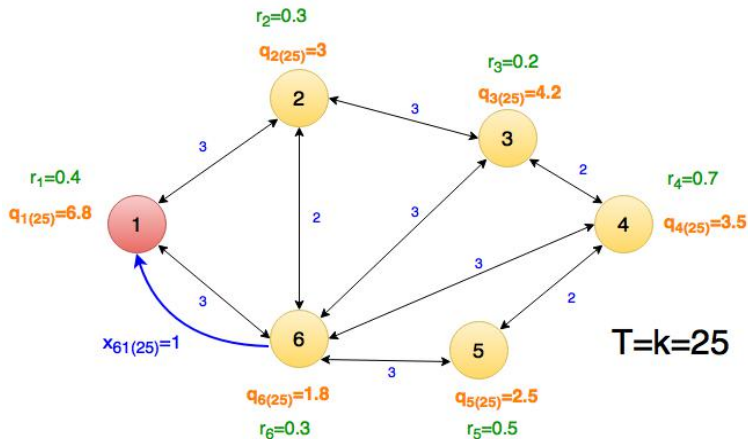 r₂=0.3
q₂₍₂₅₎=3
2
r₃=0.2
q₃₍₂₅₎=4.2
3
3
3
2
r₁=0.4
q₁₍₂₅₎=6.8
1
r₄=0.7
q₄₍₂₅₎=3.5
4
2
3
3
3
2
x₆₁₍₂₅₎=1
6
3
5
T=k=25
q₆₍₂₅₎=1.8
r₆=0.3
q₅₍₂₅₎=2.5
r₅=0.5